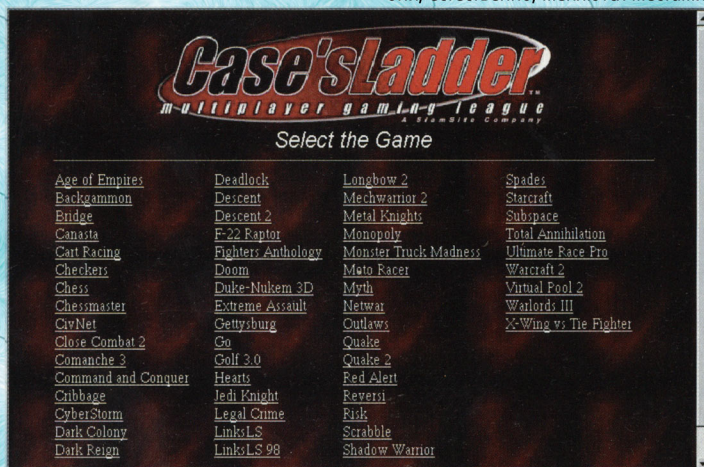 Case'sLadder
TM
multiplayer gaming league
A SlamSite Company
Select the Game
Age of Empires
Backgammon
Bridge
Canasta
Cart Racing
Checkers
Chess
Chessmaster
CivNet
Close Combat 2
Comanche 3
Command and Conquer
Cribbage
CyberStorm
Dark Colony
Dark Reign
Deadlock
Descent
Descent 2
F-22 Raptor
Fighters Anthology
Doom
Duke-Nukem 3D
Extreme Assault
Gettysburg
Go
Golf 3.0
Hearts
Jedi Knight
Legal Crime
LinksLS
LinksLS 98
Longbow 2
Mechwarrior 2
Metal Knights
Monopoly
Monster Truck Madness
Moto Racer
Myth
Netwar
Outlaws
Quake
Quake 2
Red Alert
Reversi
Risk
Scrabble
Shadow Warrior
Spades
Starcraft
Subspace
Total Annihilation
Ultimate Race Pro
Warcraft 2
Virtual Pool 2
Warlords III
X-Wing vs Tie Fighter